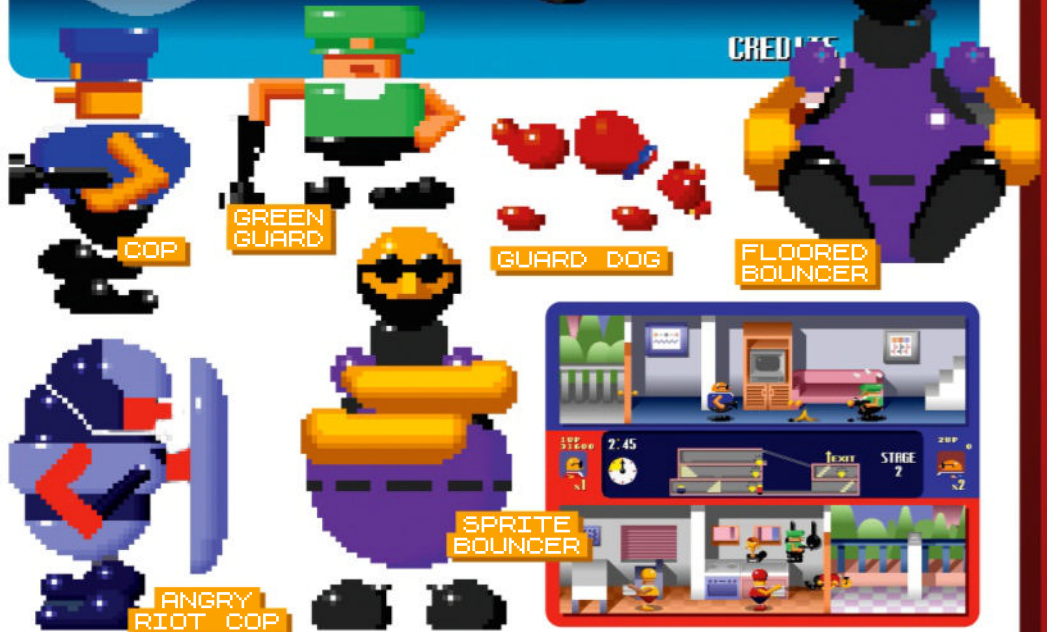 CREDITS
GREEN
GUARD
COP
GUARD DOG
FLOORED
BOUNCER
1UP
2:45
EXIT
STAGE
2
2UP
0
x1
x2
SPRITE
BOUNCER
ANGRY
RIOT COP